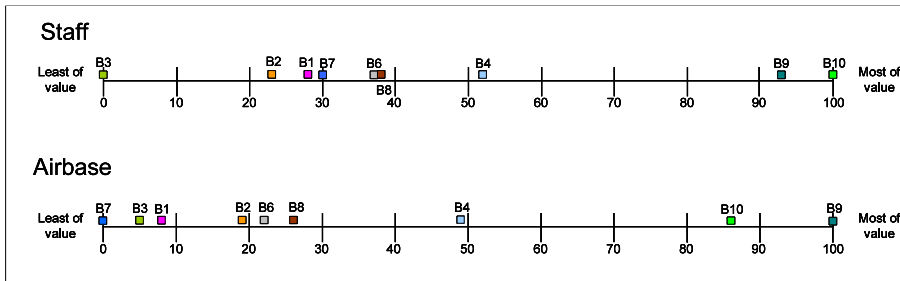 Staff
B3 B2 B1 B7 B6 B4 B9 B10
Least of value
Most of value
B8
0 10 20 30 40 50 60 70 80 90 100
Airbase
B7 B3 B1 B2 B6 B8 B4 B10 B9
Least of value
Most of value
0 10 20 30 40 50 60 70 80 90 100